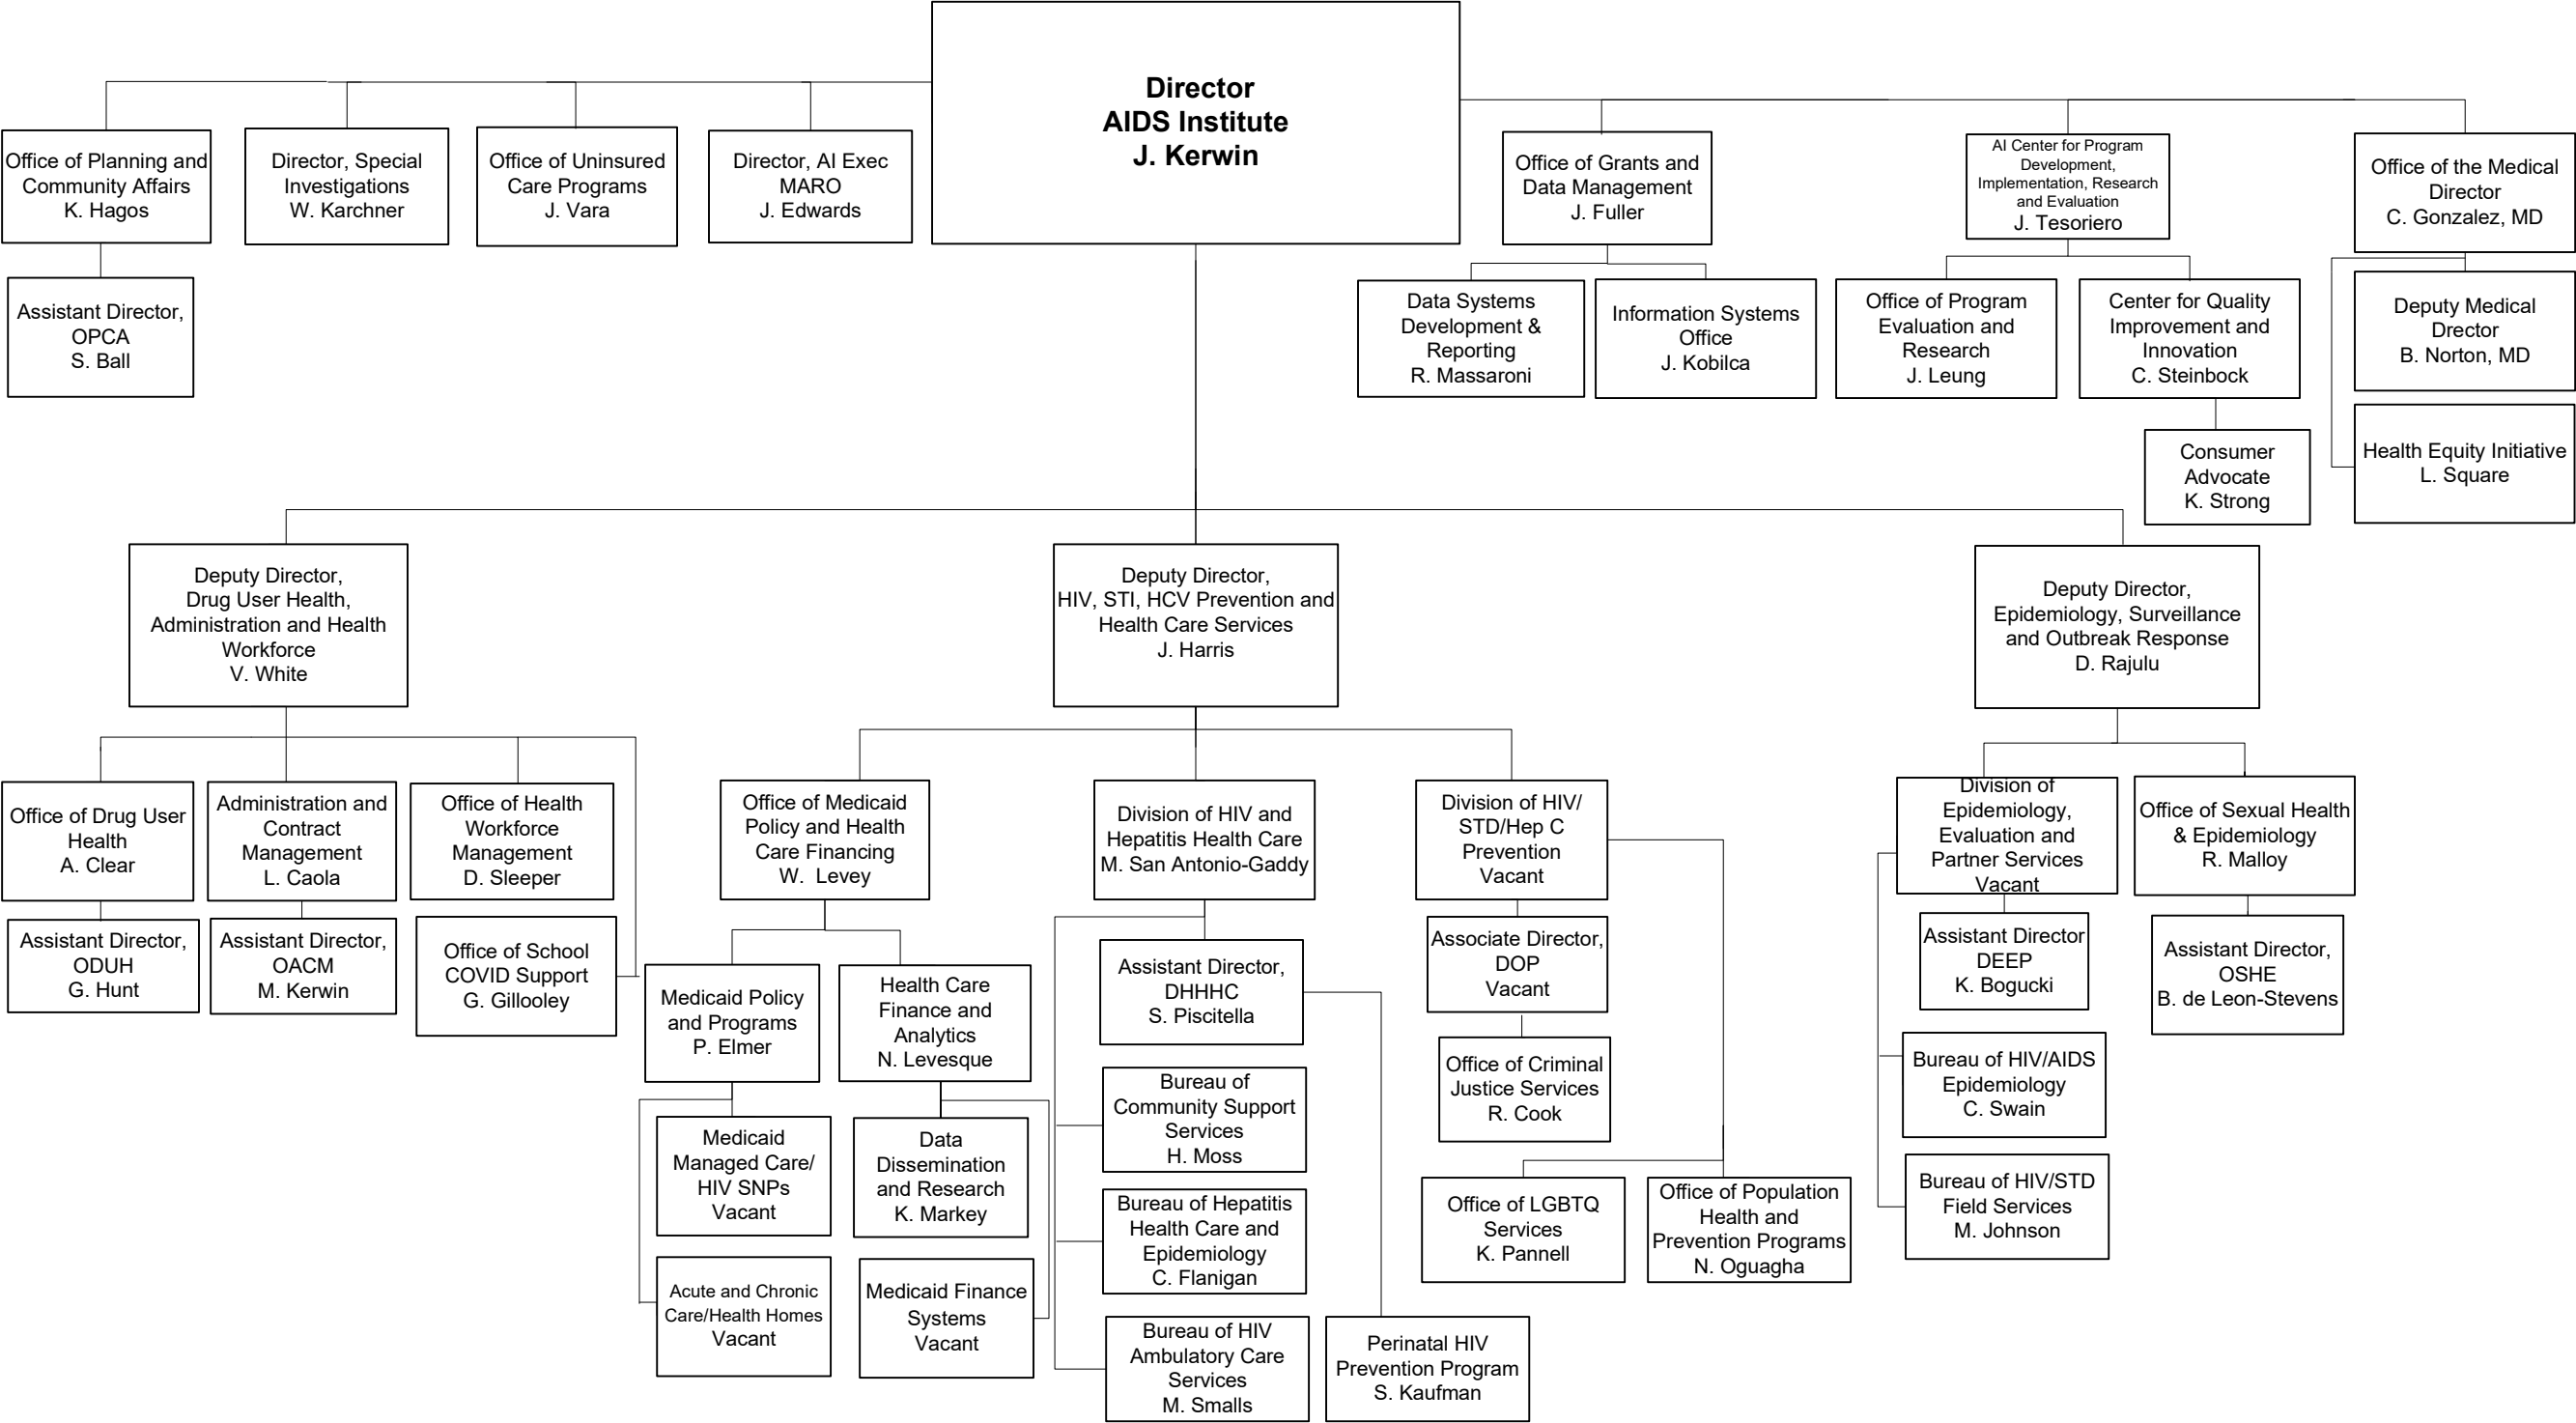 Director
AIDS Institute
J. Kerwin
Office of Planning and
Community Affairs
K. Hagos
Director, Special
Investigations
W. Karchner
Office of Uninsured
Care Programs
J. Vara
Director, AI Exec
MARO
J. Edwards
Office of Grants and
Data Management
J. Fuller
AI Center for Program
Development,
Implementation, Research
and Evaluation
J. Tesoriero
Office of the Medical
Director
C. Gonzalez, MD
Assistant Director,
OPCA
S. Ball
Data Systems
Development &
Reporting
R. Massaroni
Information Systems
Office
J. Kobilca
Office of Program
Evaluation and
Research
J. Leung
Center for Quality
Improvement and
Innovation
C. Steinbock
Deputy Medical
Drector
B. Norton, MD
Consumer
Advocate
K. Strong
Health Equity Initiative
L. Square
Deputy Director,
Drug User Health,
Administration and Health
Workforce
V. White
Deputy Director,
HIV, STI, HCV Prevention and
Health Care Services
J. Harris
Deputy Director,
Epidemiology, Surveillance
and Outbreak Response
D. Rajulu
Office of Drug User
Health
A. Clear
Administration and
Contract
Management
L. Caola
Office of Health
Workforce
Management
D. Sleeper
Office of Medicaid
Policy and Health
Care Financing
W. Levey
Division of HIV and
Hepatitis Health Care
M. San Antonio-Gaddy
Division of HIV/
STD/Hep C
Prevention
Vacant
Division of
Epidemiology,
Evaluation and
Partner Services
Vacant
Office of Sexual Health
& Epidemiology
R. Malloy
Assistant Director,
ODUH
G. Hunt
Assistant Director,
OACM
M. Kerwin
Office of School
COVID Support
G. Gillooley
Medicaid Policy
and Programs
P. Elmer
Health Care
Finance and
Analytics
N. Levesque
Assistant Director,
DHHHC
S. Piscitella
Associate Director,
DOP
Vacant
Assistant Director
DEEP
K. Bogucki
Assistant Director,
OSHE
B. de Leon-Stevens
Office of Criminal
Justice Services
R. Cook
Bureau of HIV/AIDS
Epidemiology
C. Swain
Medicaid
Managed Care/
HIV SNPs
Vacant
Data
Dissemination
and Research
K. Markey
Bureau of
Community Support
Services
H. Moss
Bureau of Hepatitis
Health Care and
Epidemiology
C. Flanigan
Office of LGBTQ
Services
K. Pannell
Office of Population
Health and
Prevention Programs
N. Oguagha
Bureau of HIV/STD
Field Services
M. Johnson
Acute and Chronic
Care/Health Homes
Vacant
Medicaid Finance
Systems
Vacant
Bureau of HIV
Ambulatory Care
Services
M. Smalls
Perinatal HIV
Prevention Program
S. Kaufman